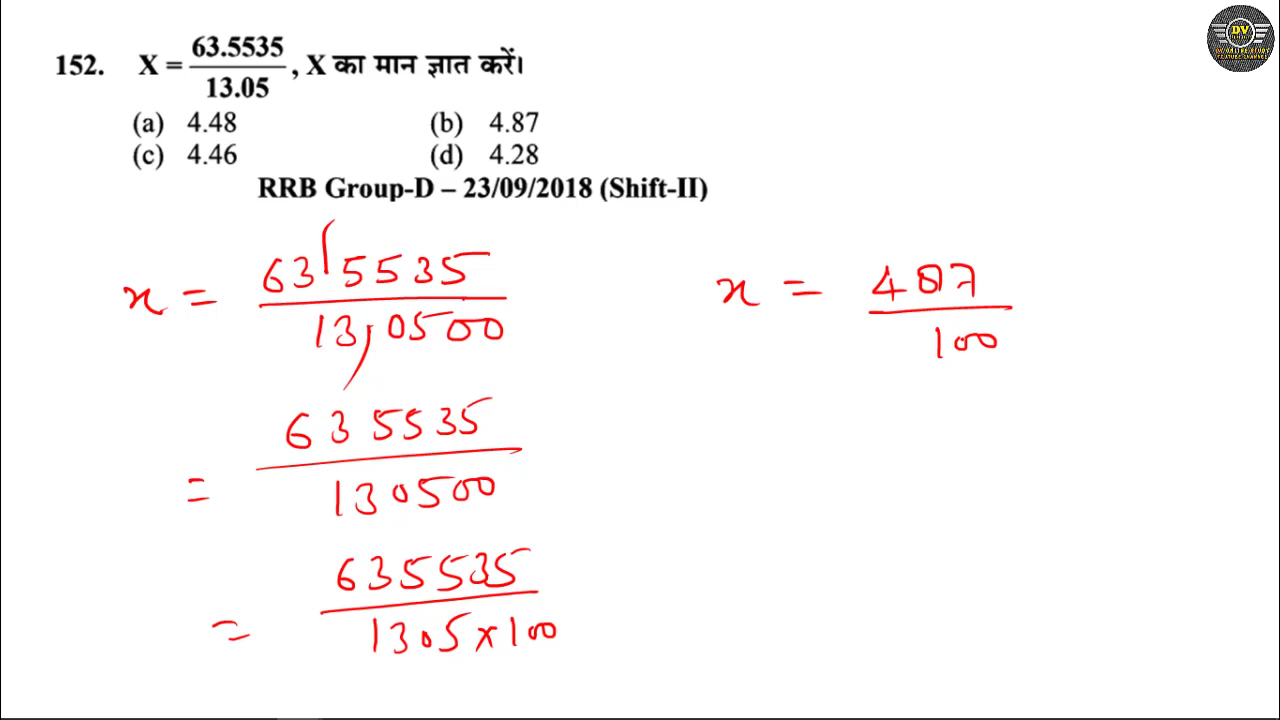 152. X = 63.5535 / 13.05 , X का मान ज्ञात करें।
(a) 4.48 (b) 4.87
(c) 4.46 (d) 4.28
RRB Group-D – 23/09/2018 (Shift-II)
x = 63.5535 / 13.0500
= 635535 / 130500
= 635535 / 1305 × 100
x = 487 / 100
DV